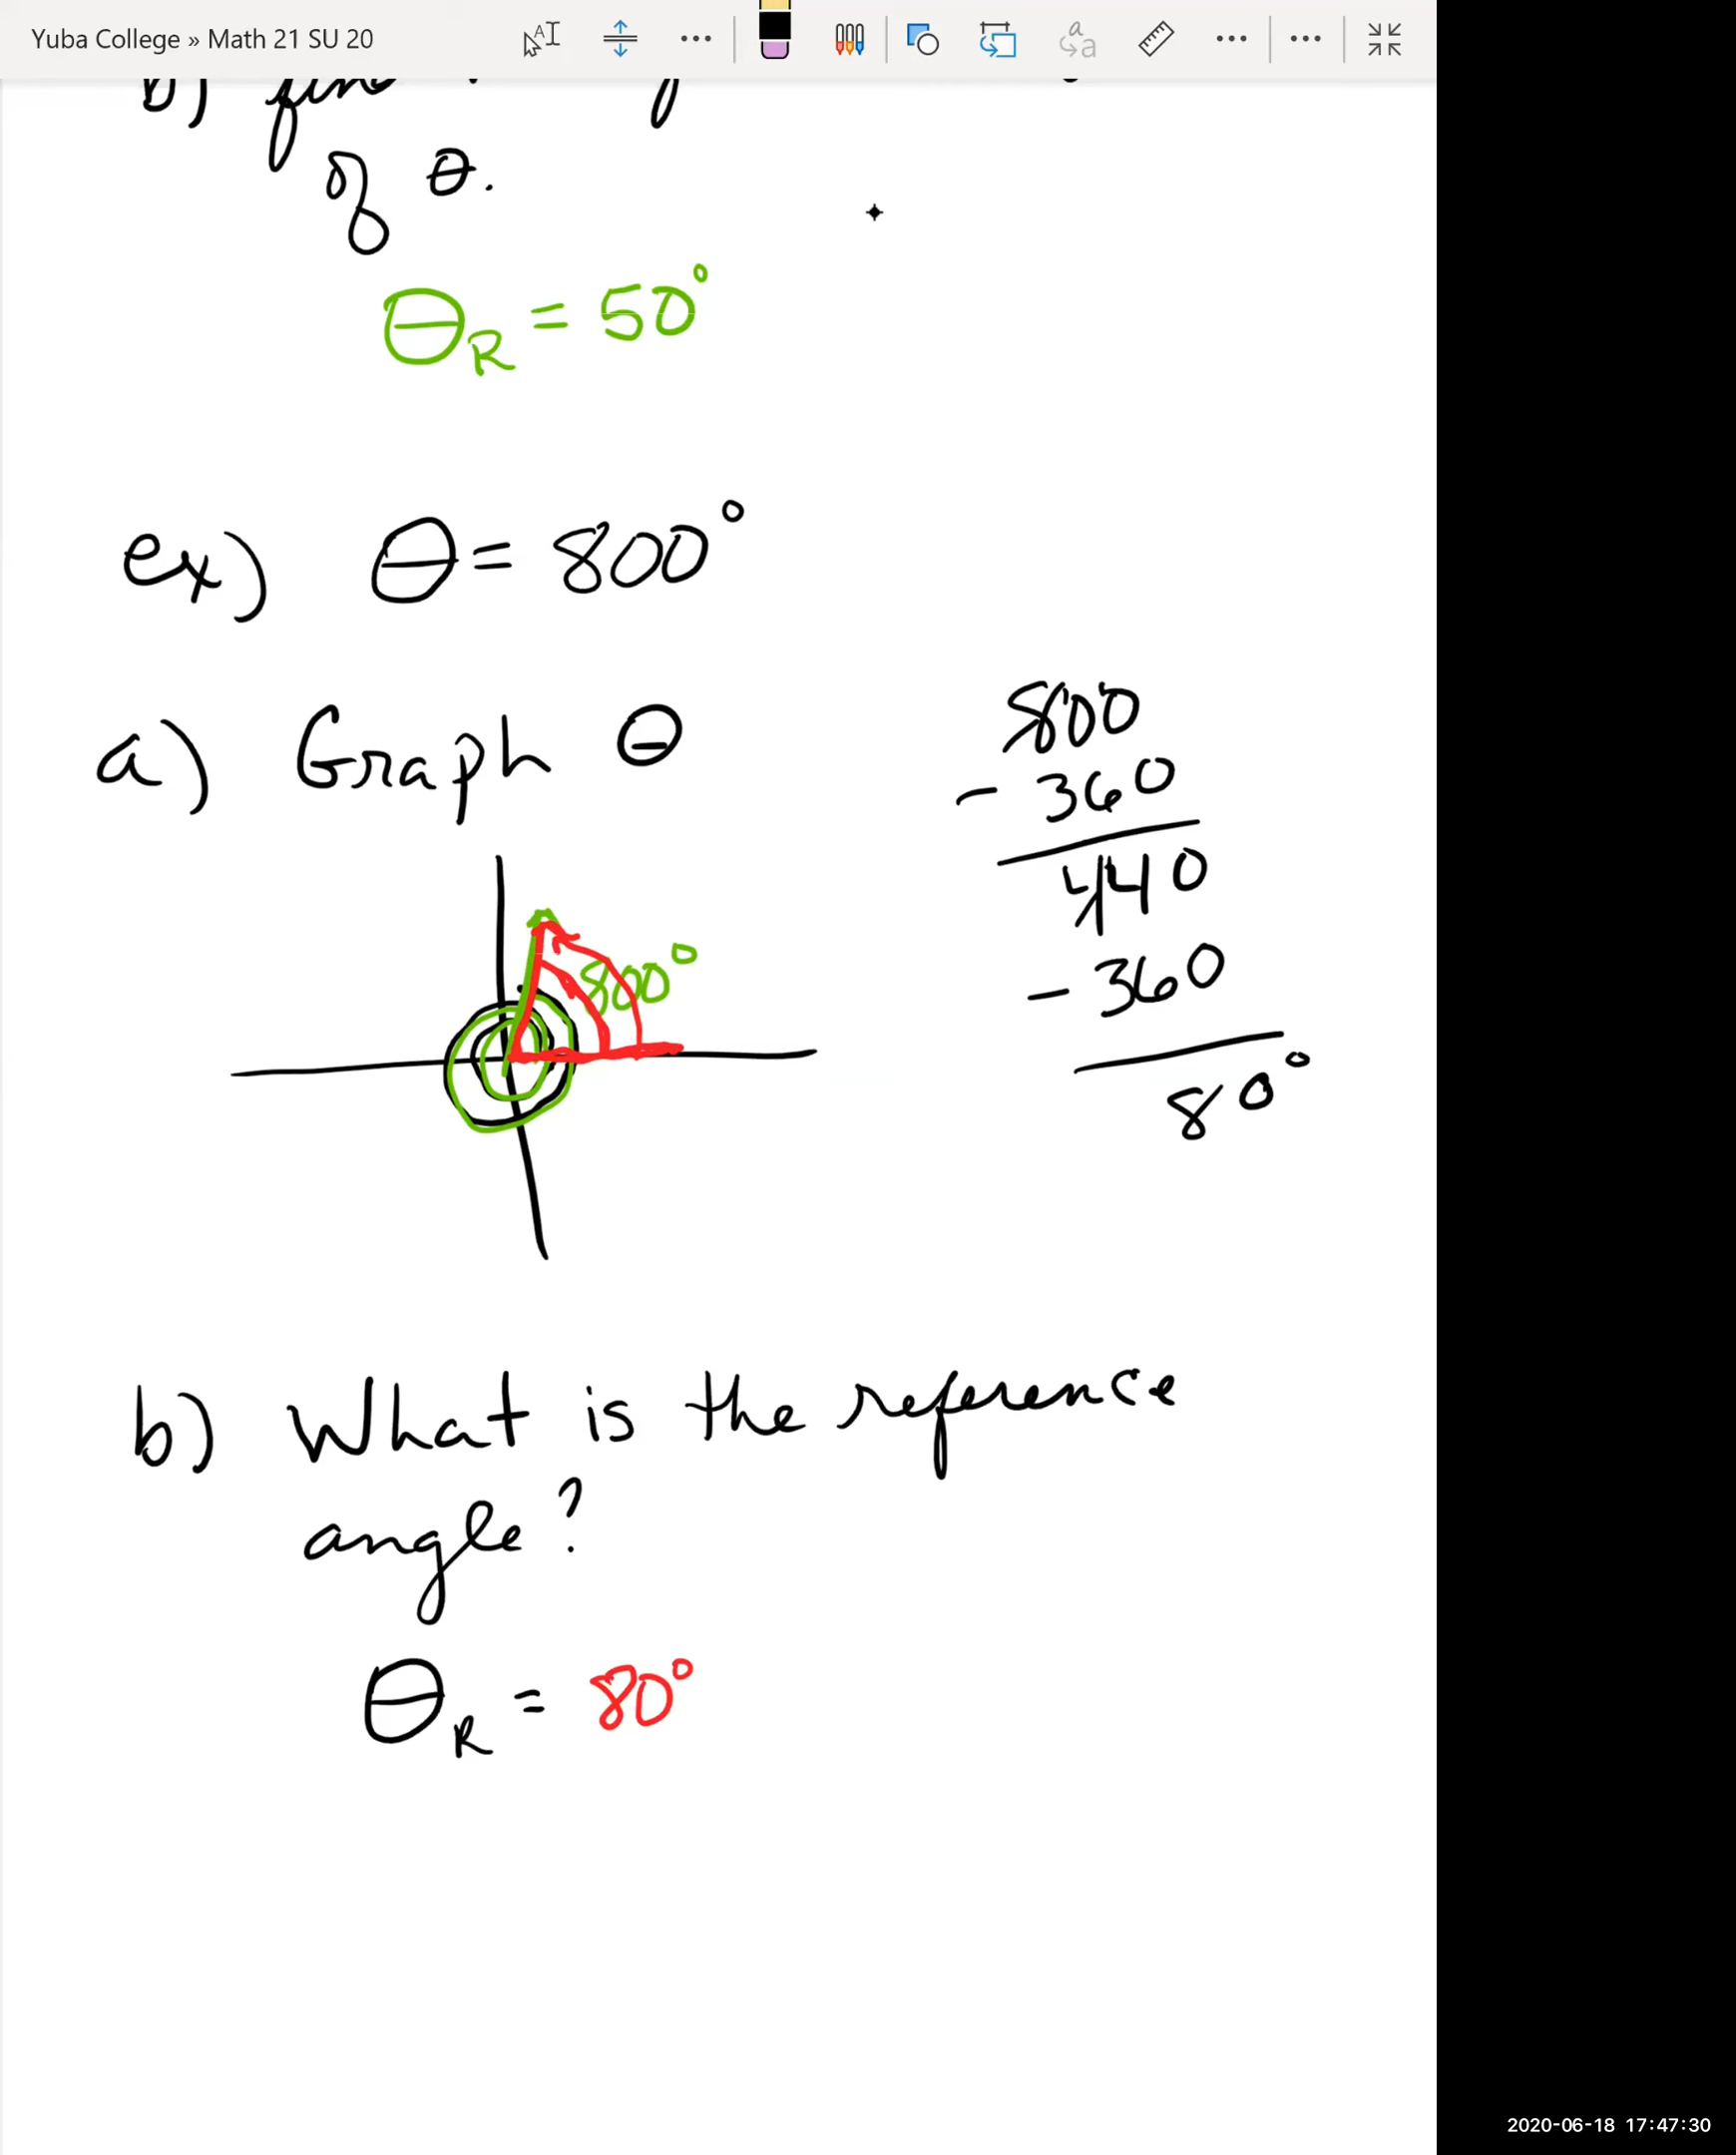 Yuba College » Math 21 SU 20
b) find
of θ.
θR = 50°
ex) θ = 800°
a) Graph θ
800
- 360
440
- 360
80°
800°
b) What is the reference
angle?
θR = 80°
2020-06-18 17:47:30